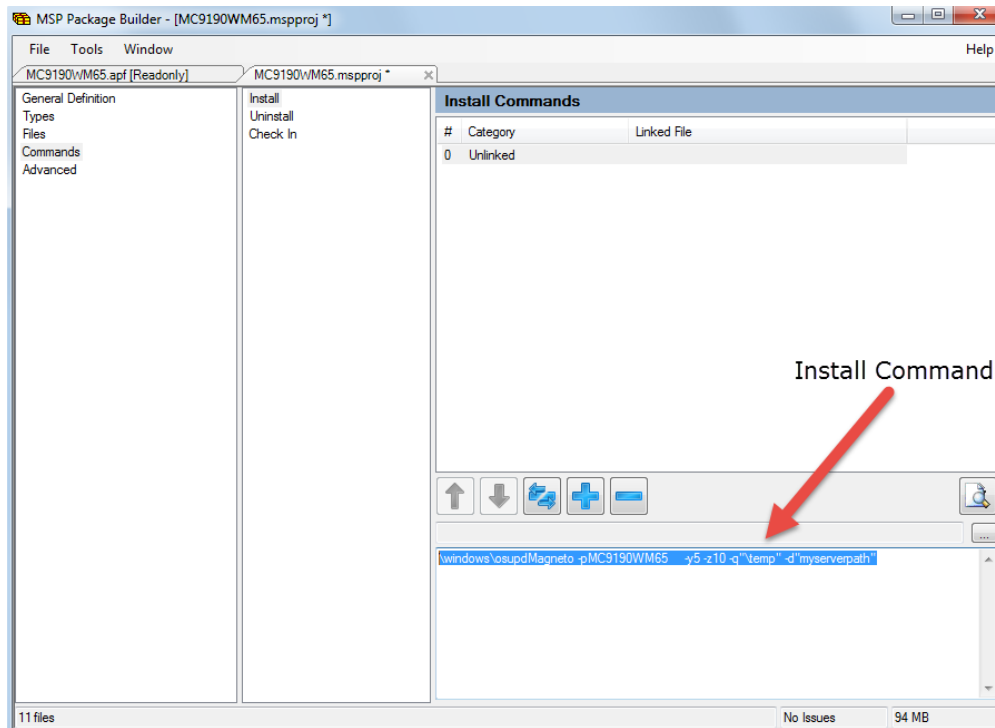 MSP Package Builder - [MC9190WM65.mspproj *]
File Tools Window Help
MC9190WM65.apf [Readonly] MC9190WM65.mspproj *
General Definition
Types
Files
Commands
Advanced
Install
Uninstall
Check In
Install Commands
# Category Linked File
0 Unlinked
Install Command
...
\windows\osupdMagneto -pMC9190WM65 -y5 -z10 -q"\temp" -d"myserverpath"
11 files No Issues 94 MB